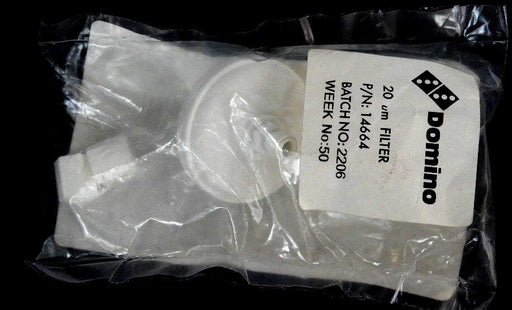 Domino
20 um FILTER
P/N: 14664
BATCH NO: 2206
WEEK No:50